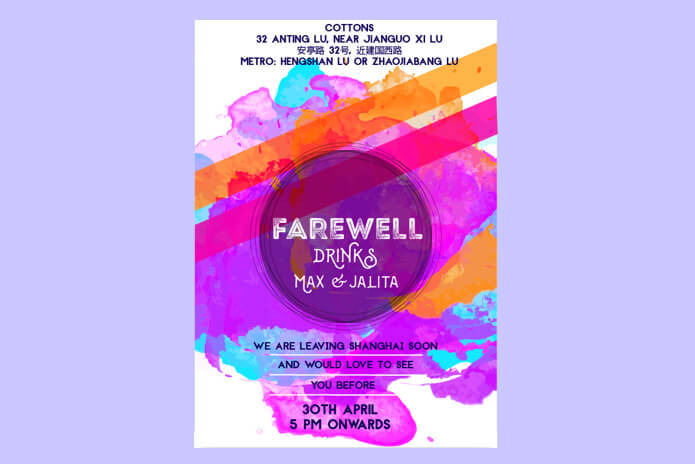 COTTONS
32 ANTING LU, NEAR JIANGUO XI LU
安亭路 32号, 近建国西路
METRO: HENGSHAN LU OR ZHAOJIABANG LU
FAREWELL
DRINKS
MAX & JALITA
WE ARE LEAVING SHANGHAI SOON
AND WOULD LOVE TO SEE
YOU BEFORE
30TH APRIL
5 PM ONWARDS